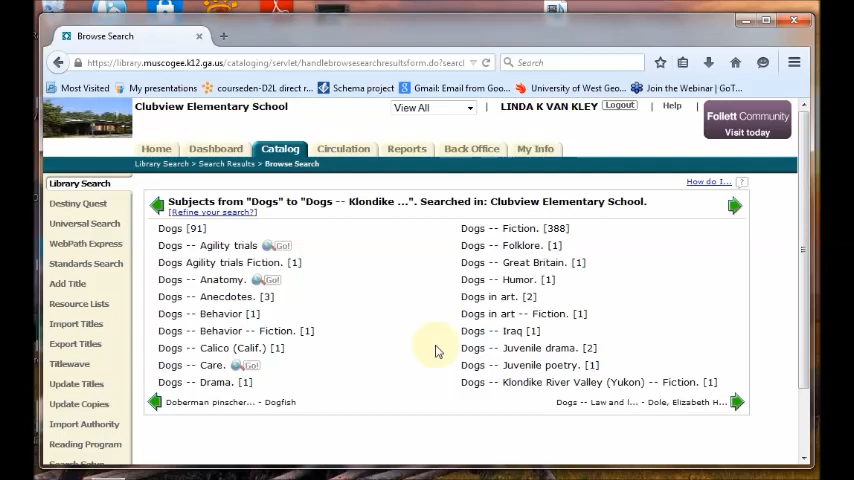 Browse Search
https://library.muscogee.k12.ga.us/cataloging/servlet/handlebrowsesearchresultsform.do?searcl
Search
Most Visited My presentations coursden-D2L direct r... Schema project Gmail: Email from Goo... University of West Geo... Join the Webinar | GoT...
Clubview Elementary School View All LINDA K VAN KLEY Logout Help
Follett Community
Visit today
Home Dashboard Catalog Circulation Reports Back Office My Info
Library Search > Search Results > Browse Search
Library Search
Destiny Quest
Universal Search
WebPath Express
Standards Search
Add Title
Resource Lists
Import Titles
Export Titles
Titlewave
Update Titles
Update Copies
Import Authority
Reading Program
Search Setup
How do I... ?
Subjects from "Dogs" to "Dogs -- Klondike ...". Searched in: Clubview Elementary School.
[Refine your search?]
Dogs [91]
Dogs -- Agility trials Go!
Dogs Agility trials Fiction. [1]
Dogs -- Anatomy. Go!
Dogs -- Anecdotes. [3]
Dogs -- Behavior [1]
Dogs -- Behavior -- Fiction. [1]
Dogs -- Calico (Calif.) [1]
Dogs -- Care. Go!
Dogs -- Drama. [1]
Dogs -- Fiction. [388]
Dogs -- Folklore. [1]
Dogs -- Great Britain. [1]
Dogs -- Humor. [1]
Dogs in art. [2]
Dogs in art -- Fiction. [1]
Dogs -- Iraq [1]
Dogs -- Juvenile drama. [2]
Dogs -- Juvenile poetry. [1]
Dogs -- Klondike River Valley (Yukon) -- Fiction. [1]
Doberman pinscher... - Dogfish
Dogs -- Law and l... - Dole, Elizabeth H...